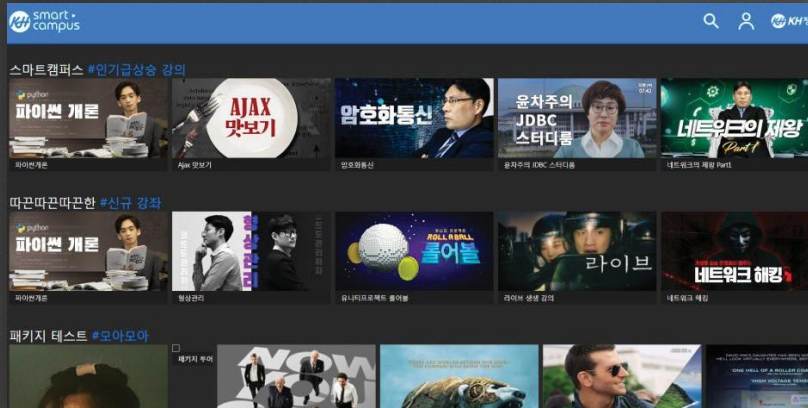 KH smart campus
KH
스마트캠퍼스 #인기급상승 강의
python
파이썬 개론
AJAX
맛보기
암호화통신
윤차주의
JDBC
스터디룸
네트워크의 제왕
Part 1
파이썬개론
Ajax 맛보기
암호화통신
윤차주의 JDBC 스터디룸
네트워크의 제왕 Part1
따끈따끈따끈한 #신규 강좌
python
파이썬 개론
형상관리
ROLL A BALL
롤어볼
라이브
네트워크 해킹
파이썬개론
형상관리
유니티프로젝트 롤어볼
라이브 생생 강의
네트워크 해킹
패키지 테스트 #모아모아
패키지 투어
NOW
YOU
ONE HELL OF A ROLLER